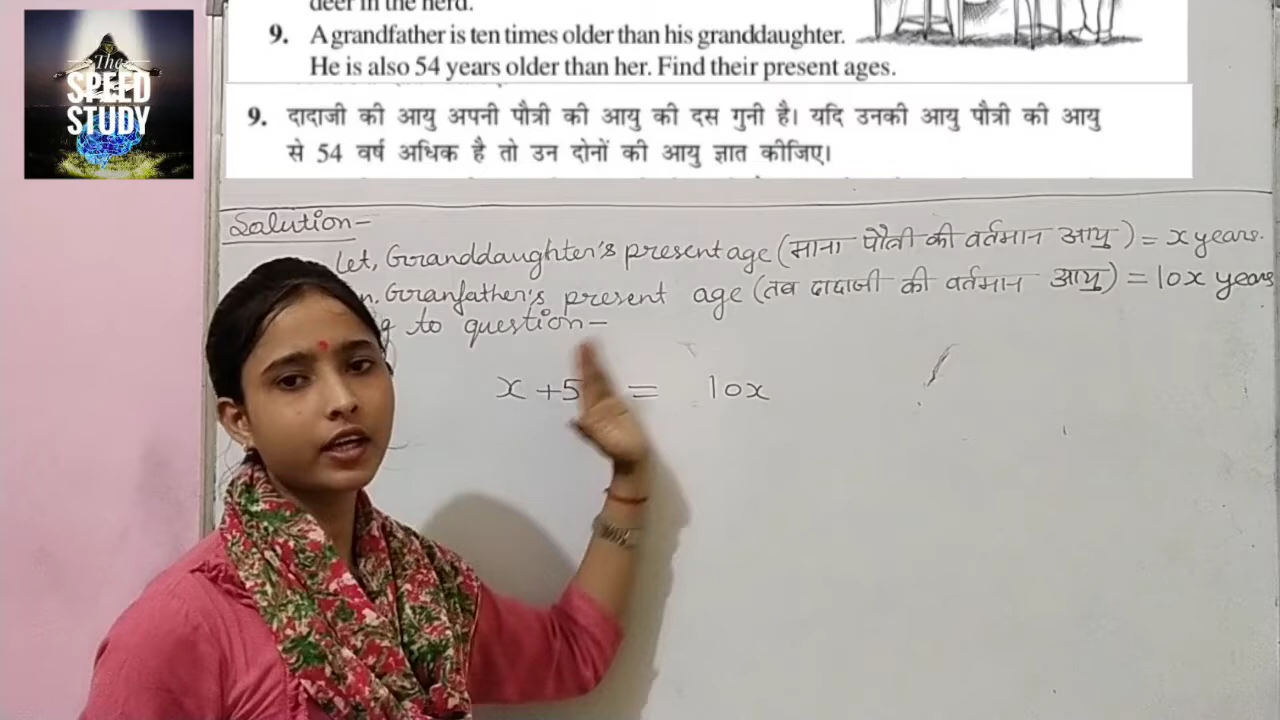 The
SPEED
STUDY
deer in the herd.
9. A grandfather is ten times older than his granddaughter.
He is also 54 years older than her. Find their present ages.
9. दादाजी की आयु अपनी पौत्री की आयु की दस गुनी है। यदि उनकी आयु पौत्री की आयु
से 54 वर्ष अधिक है तो उन दोनों की आयु ज्ञात कीजिए।
Solution-
Let, Granddaughter's present age (माना पौत्री की वर्तमान आयु) = x years.
Granfather's present age (तब दादाजी की वर्तमान आयु) = 10x years
to question-
x + 5 = 10x